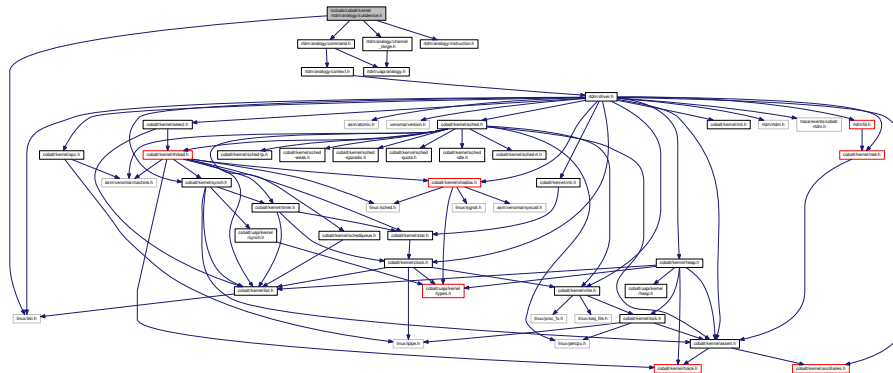 include/cobalt/kernel
/rtdm/analogy/subdevice.h
rtdm/analogy/command.h
rtdm/analogy/channel
_range.h
rtdm/analogy/instruction.h
rtdm/analogy/context.h
rtdm/uapi/analogy.h
rtdm/driver.h
cobalt/kernel/select.h
asm/atomic.h
xenomai/version.h
cobalt/kernel/sched.h
cobalt/kernel/init.h
rtdm/rtdm.h
trace/events/cobalt
-rtdm.h
rtdm/fd.h
cobalt/kernel/apc.h
cobalt/kernel/thread.h
cobalt/kernel/sched-tp.h
cobalt/kernel/sched
-weak.h
cobalt/kernel/sched
-sporadic.h
cobalt/kernel/sched
-quota.h
cobalt/kernel/sched
-idle.h
cobalt/kernel/sched-rt.h
cobalt/kernel/tree.h
asm/xenomai/machine.h
cobalt/kernel/synch.h
cobalt/kernel/shadow.h
cobalt/kernel/intr.h
cobalt/kernel/timer.h
linux/sched.h
linux/signal.h
asm/xenomai/syscall.h
cobalt/uapi/kernel
/synch.h
cobalt/kernel/schedqueue.h
cobalt/kernel/stat.h
cobalt/kernel/clock.h
cobalt/kernel/heap.h
cobalt/kernel/list.h
cobalt/uapi/kernel
/types.h
cobalt/kernel/vfile.h
cobalt/uapi/kernel
/heap.h
linux/list.h
linux/proc_fs.h
linux/seq_file.h
cobalt/kernel/lock.h
linux/ipipe.h
linux/percpu.h
cobalt/kernel/assert.h
cobalt/kernel/trace.h
cobalt/kernel/ancillaries.h